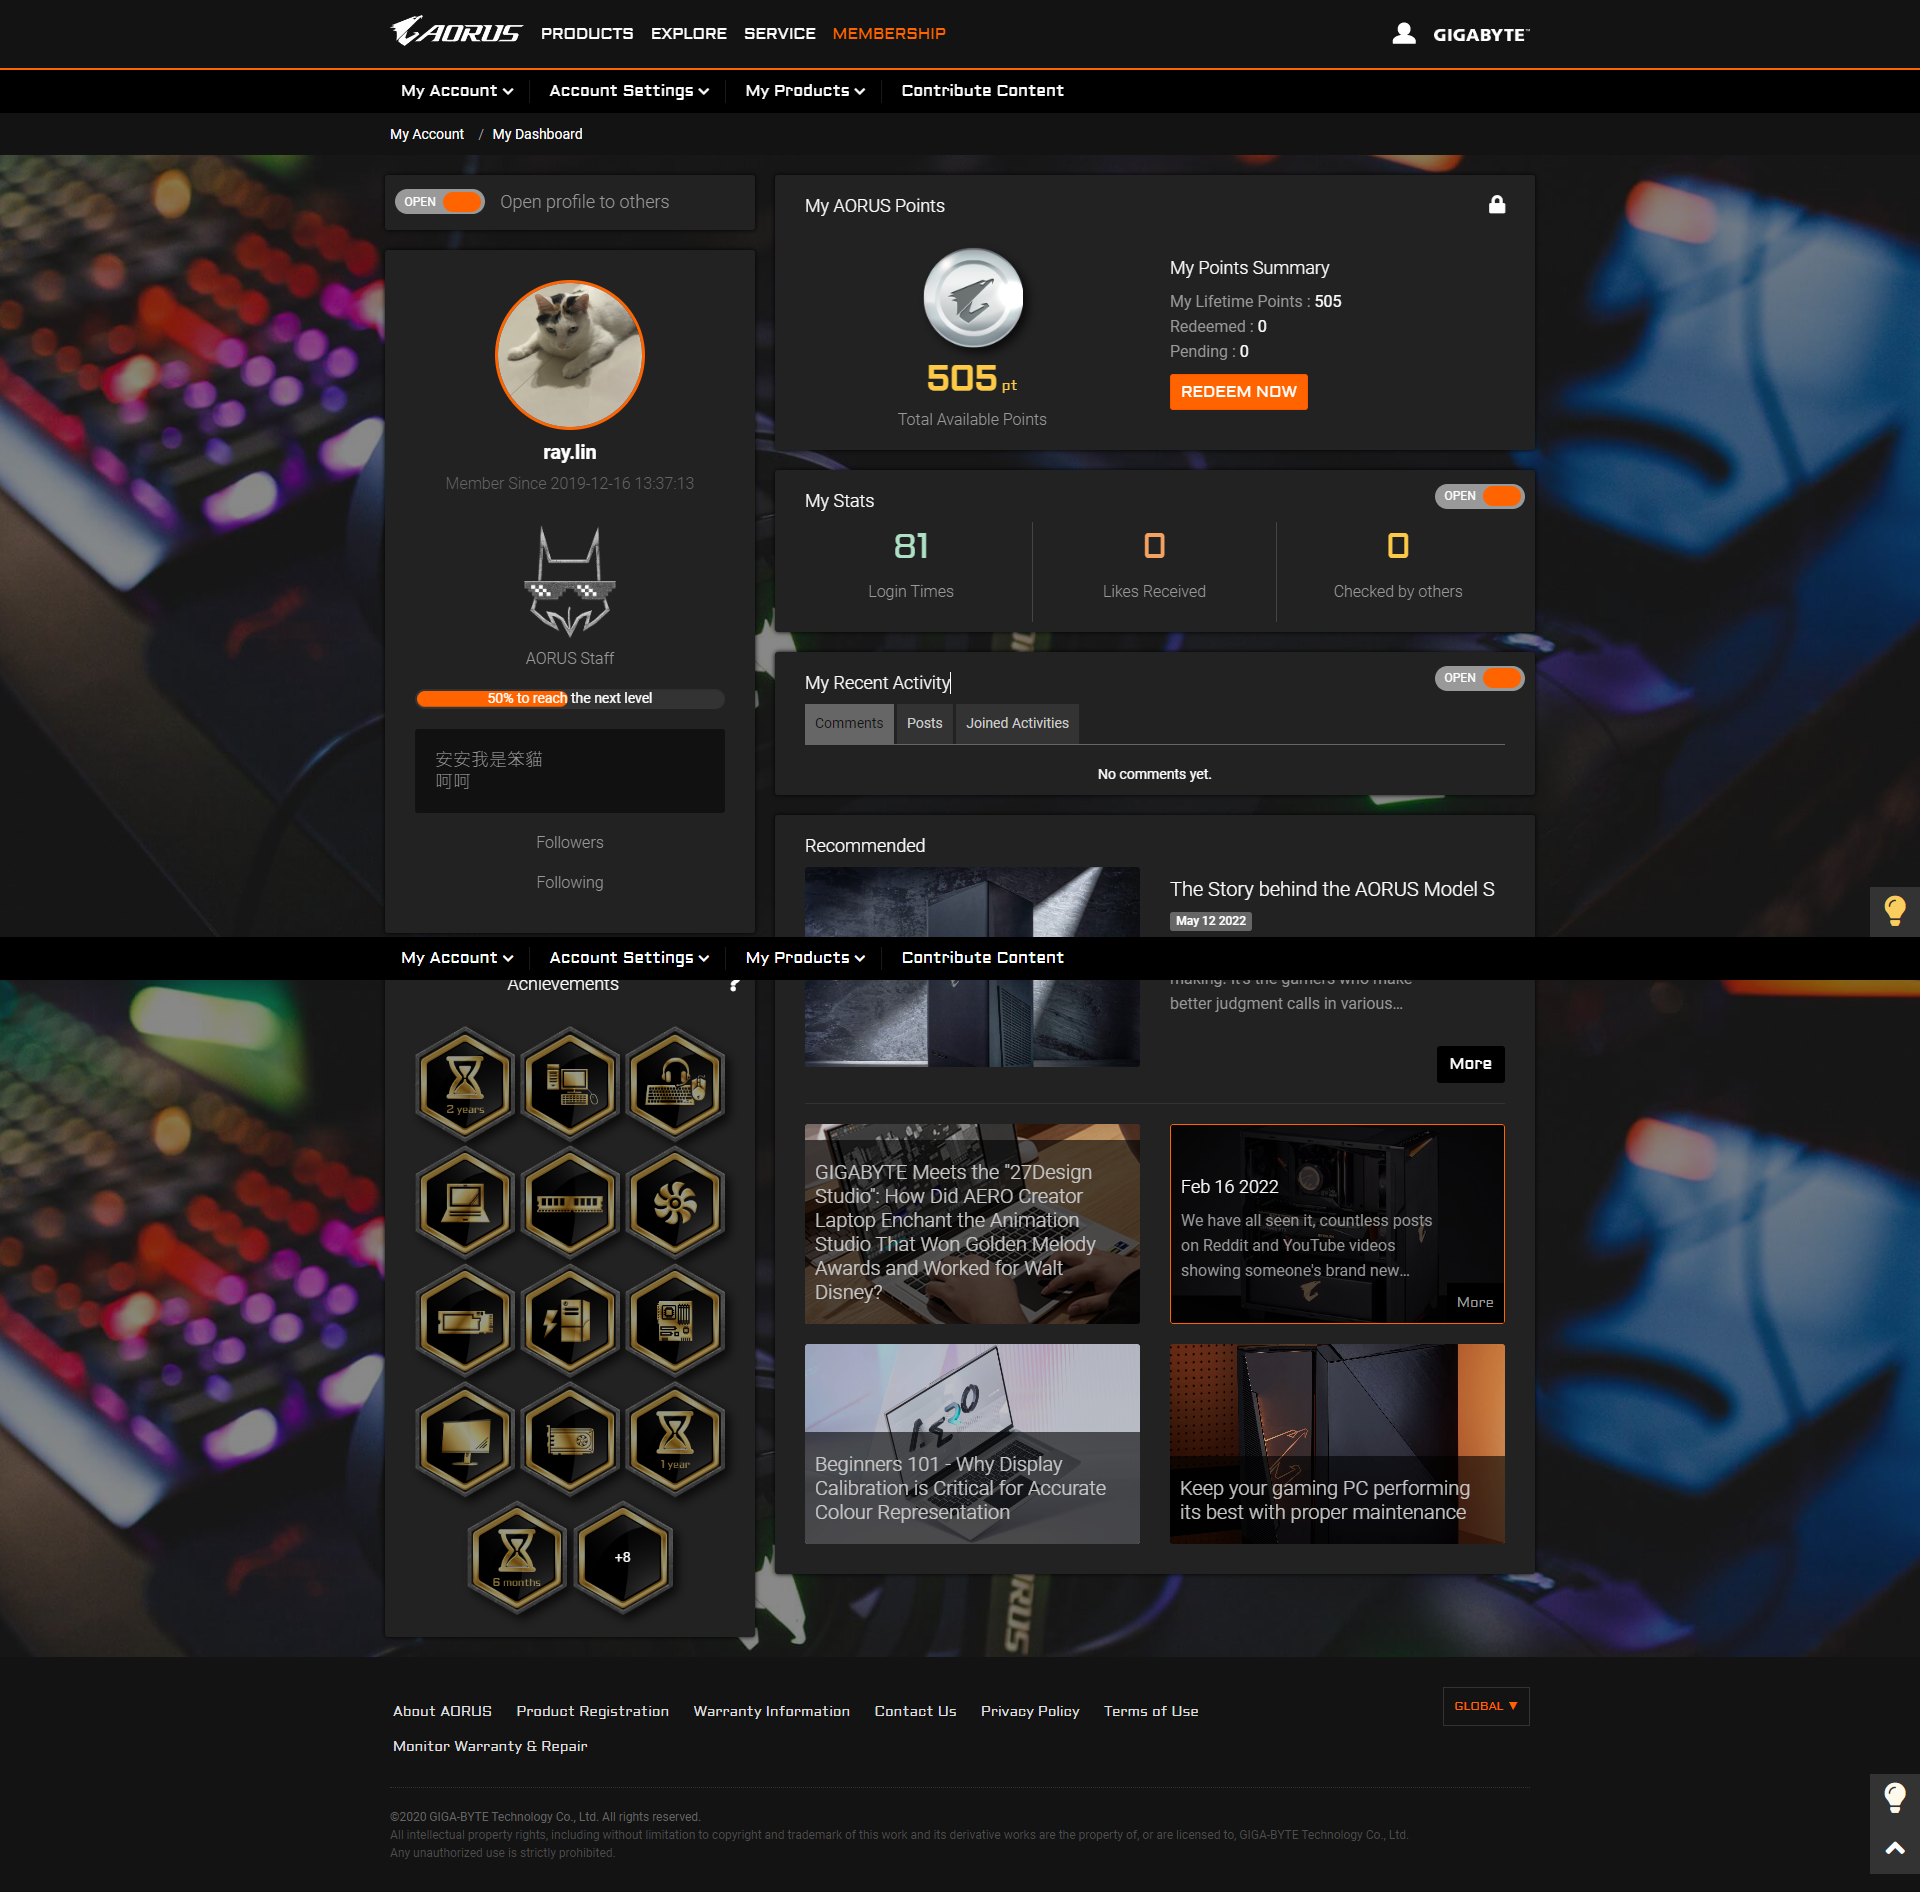 AORUS PRODUCTS EXPLORE SERVICE MEMBERSHIP GIGABYTE™
My Account Account Settings My Products Contribute Content
My Account / My Dashboard
OPEN Open profile to others
ray.lin
Member Since 2019-12-16 13:37:13
AORUS Staff
50% to reach the next level
安安我是笨貓
呵呵
Followers
Following
My AORUS Points
505 pt
Total Available Points
My Points Summary
My Lifetime Points : 505
Redeemed : 0
Pending : 0
REDEEM NOW
My Stats
OPEN
81 0 0
Login Times Likes Received Checked by others
My Recent Activity
OPEN
Comments Posts Joined Activities
No comments yet.
Recommended
The Story behind the AORUS Model S
May 12 2022
My Account Account Settings My Products Contribute Content
Achievements ?
2 years
1 year
6 months
+8
making. It's the gamers who make
better judgment calls in various...
More
GIGABYTE Meets the "27Design
Studio": How Did AERO Creator
Laptop Enchant the Animation
Studio That Won Golden Melody
Awards and Worked for Walt
Disney?
Feb 16 2022
We have all seen it, countless posts
on Reddit and YouTube videos
showing someone's brand new...
More
Beginners 101 - Why Display
Calibration is Critical for Accurate
Colour Representation
Keep your gaming PC performing
its best with proper maintenance
RUS
About AORUS Product Registration Warranty Information Contact Us Privacy Policy Terms of Use
Monitor Warranty & Repair
GLOBAL ▼
©2020 GIGA-BYTE Technology Co., Ltd. All rights reserved.
All intellectual property rights, including without limitation to copyright and trademark of this work and its derivative works are the property of, or are licensed to, GIGA-BYTE Technology Co., Ltd.
Any unauthorized use is strictly prohibited.